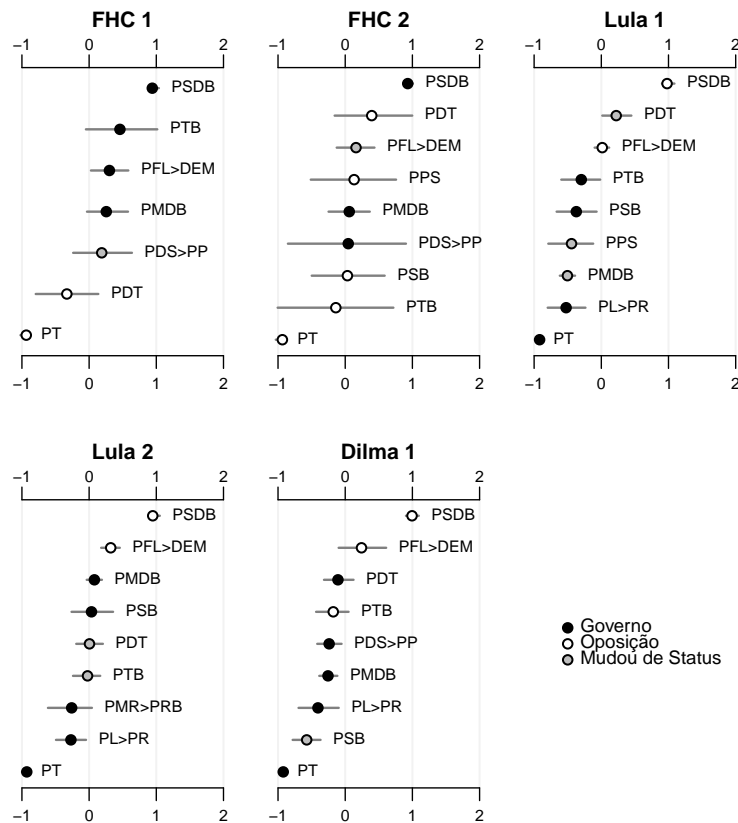 FHC 1
−1 0 1 2
PSDB
PTB
PFL>DEM
PMDB
PDS>PP
PDT
PT
−1 0 1 2
FHC 2
−1 0 1 2
PSDB
PDT
PFL>DEM
PPS
PMDB
PDS>PP
PSB
PTB
PT
−1 0 1 2
Lula 1
−1 0 1 2
PSDB
PDT
PFL>DEM
PTB
PSB
PPS
PMDB
PL>PR
PT
−1 0 1 2
Lula 2
−1 0 1 2
PSDB
PFL>DEM
PMDB
PSB
PDT
PTB
PMR>PRB
PL>PR
PT
−1 0 1 2
Dilma 1
−1 0 1 2
PSDB
PFL>DEM
PDT
PTB
PDS>PP
PMDB
PL>PR
PSB
PT
−1 0 1 2
Governo
Oposição
Mudou de Status